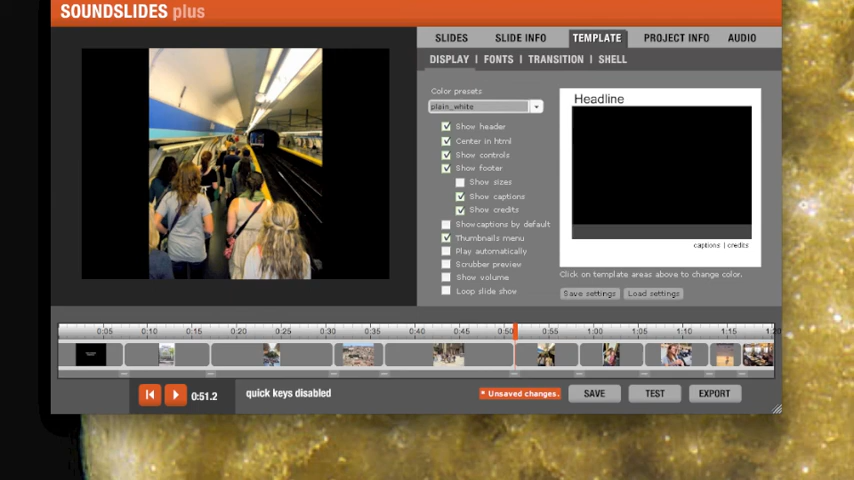 SOUNDSLIDES plus
SLIDES SLIDE INFO TEMPLATE PROJECT INFO AUDIO
DISPLAY | FONTS | TRANSITION | SHELL
Color presets
plain_white
Show header
Center in html
Show controls
Show footer
Show sizes
Show captions
Show credits
Show captions by default
Thumbnails menu
Play automatically
Scrubber preview
Show volume
Loop slide show
Headline
captions | credits
Click on template areas above to change color.
Save settings Load settings
0:05 0:10 0:15 0:20 0:25 0:30 0:35 0:40 0:45 0:50 0:55 1:00 1:05 1:10 1:15 1:20
0:51.2 quick keys disabled * Unsaved changes. SAVE TEST EXPORT